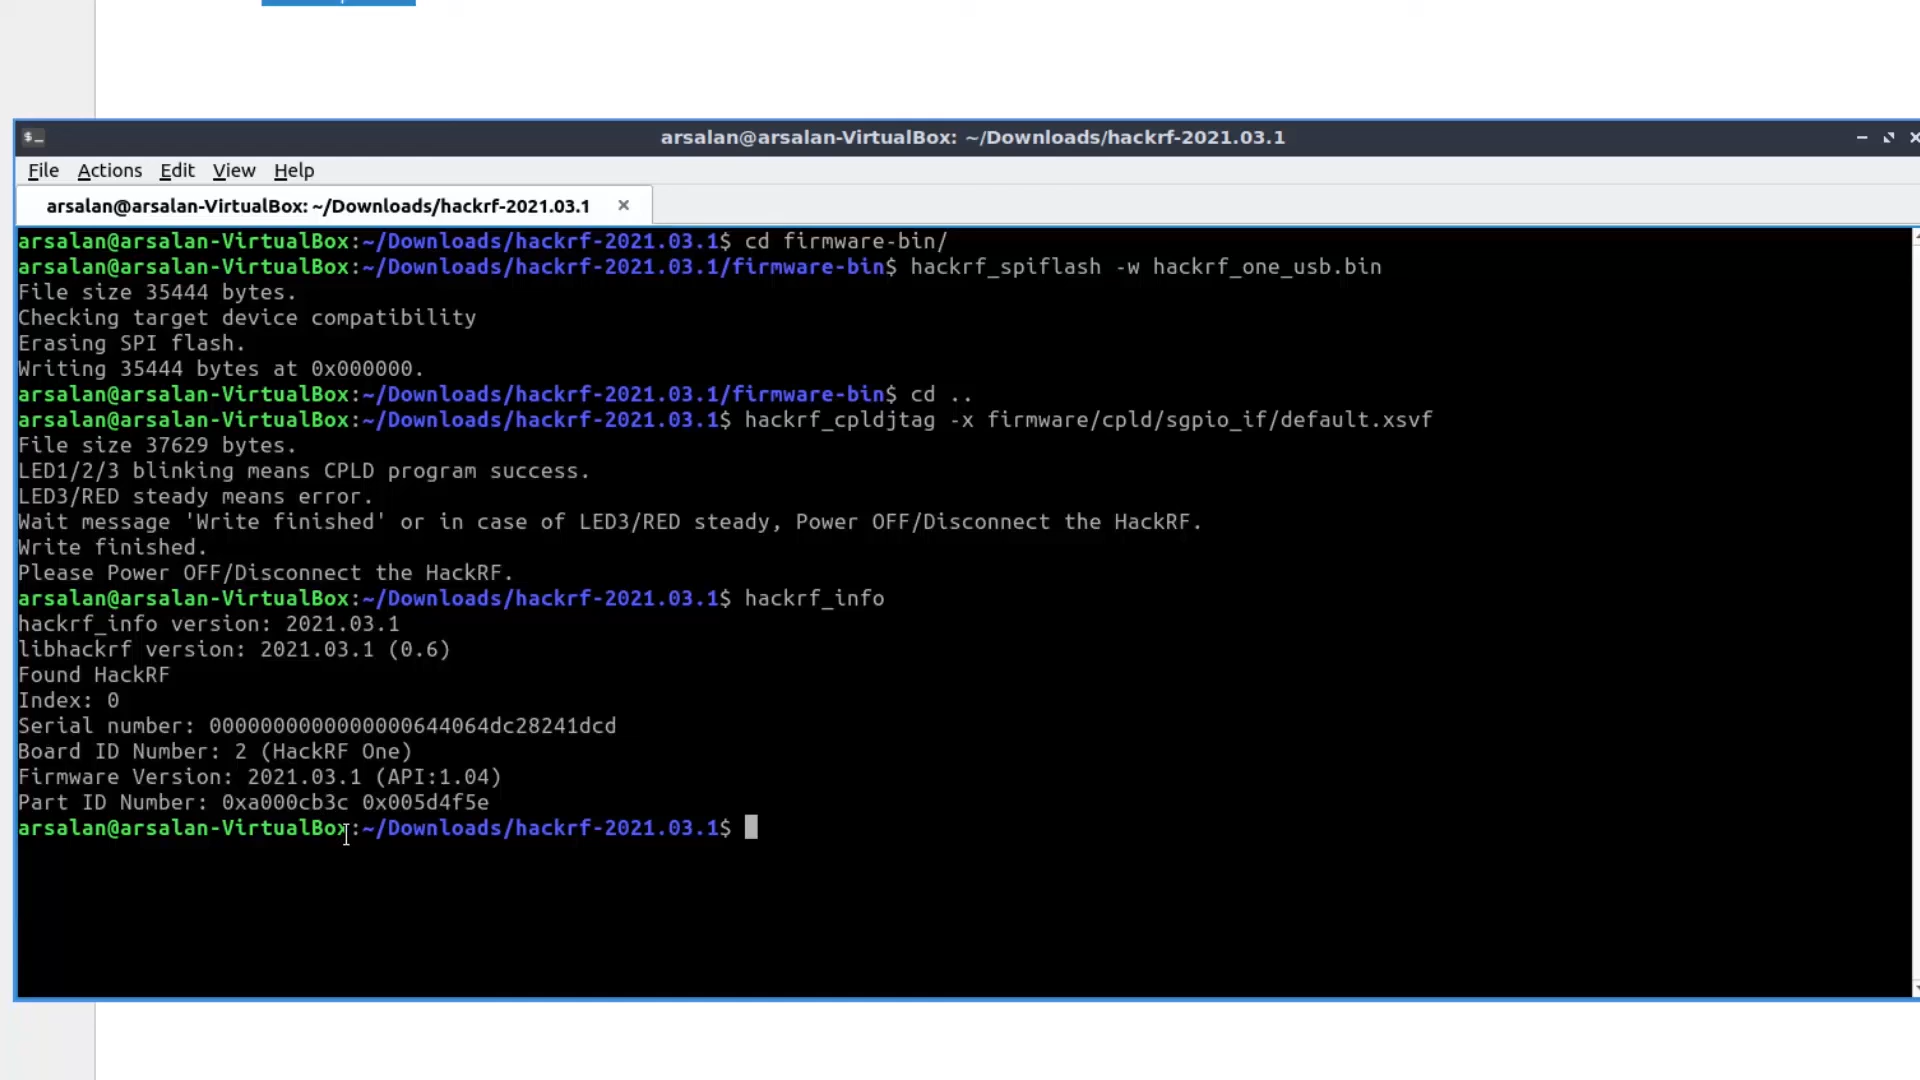 arsalan@arsalan-VirtualBox: ~/Downloads/hackrf-2021.03.1
File Actions Edit View Help
arsalan@arsalan-VirtualBox: ~/Downloads/hackrf-2021.03.1
arsalan@arsalan-VirtualBox:~/Downloads/hackrf-2021.03.1$ cd firmware-bin/
arsalan@arsalan-VirtualBox:~/Downloads/hackrf-2021.03.1/firmware-bin$ hackrf_spiflash -w hackrf_one_usb.bin
File size 35444 bytes.
Checking target device compatibility
Erasing SPI flash.
Writing 35444 bytes at 0x000000.
arsalan@arsalan-VirtualBox:~/Downloads/hackrf-2021.03.1/firmware-bin$ cd ..
arsalan@arsalan-VirtualBox:~/Downloads/hackrf-2021.03.1$ hackrf_cpldjtag -x firmware/cpld/sgpio_if/default.xsvf
File size 37629 bytes.
LED1/2/3 blinking means CPLD program success.
LED3/RED steady means error.
Wait message 'Write finished' or in case of LED3/RED steady, Power OFF/Disconnect the HackRF.
Write finished.
Please Power OFF/Disconnect the HackRF.
arsalan@arsalan-VirtualBox:~/Downloads/hackrf-2021.03.1$ hackrf_info
hackrf_info version: 2021.03.1
libhackrf version: 2021.03.1 (0.6)
Found HackRF
Index: 0
Serial number: 0000000000000000644064dc28241dcd
Board ID Number: 2 (HackRF One)
Firmware Version: 2021.03.1 (API:1.04)
Part ID Number: 0xa000cb3c 0x005d4f5e
arsalan@arsalan-VirtualBox:~/Downloads/hackrf-2021.03.1$